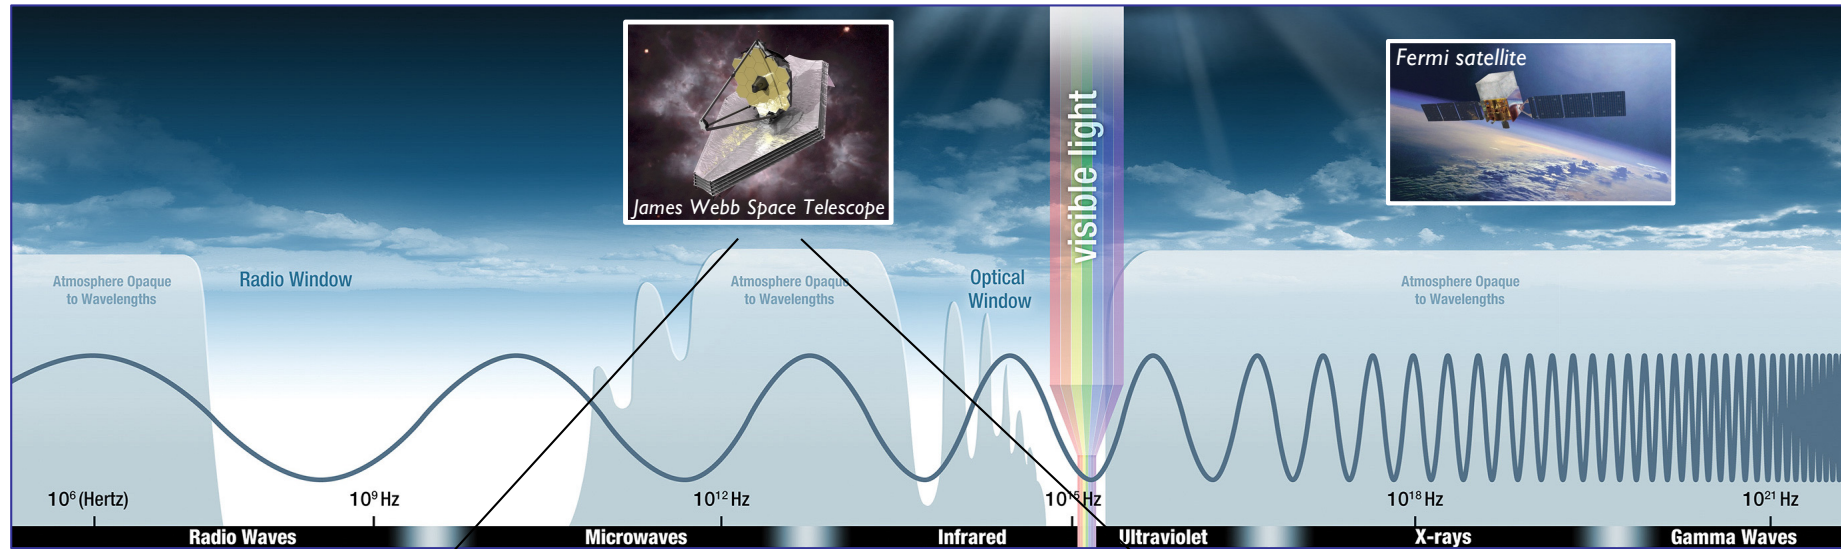 James Webb Space Telescope
Fermi satellite
visible light
Atmosphere Opaque
to Wavelengths
Radio Window
Atmosphere Opaque
to Wavelengths
Optical
Window
Atmosphere Opaque
to Wavelengths
10⁶ (Hertz)
10⁹ Hz
10¹² Hz
10¹⁵ Hz
10¹⁸ Hz
10²¹ Hz
Radio Waves
Microwaves
Infrared
Ultraviolet
X-rays
Gamma Waves